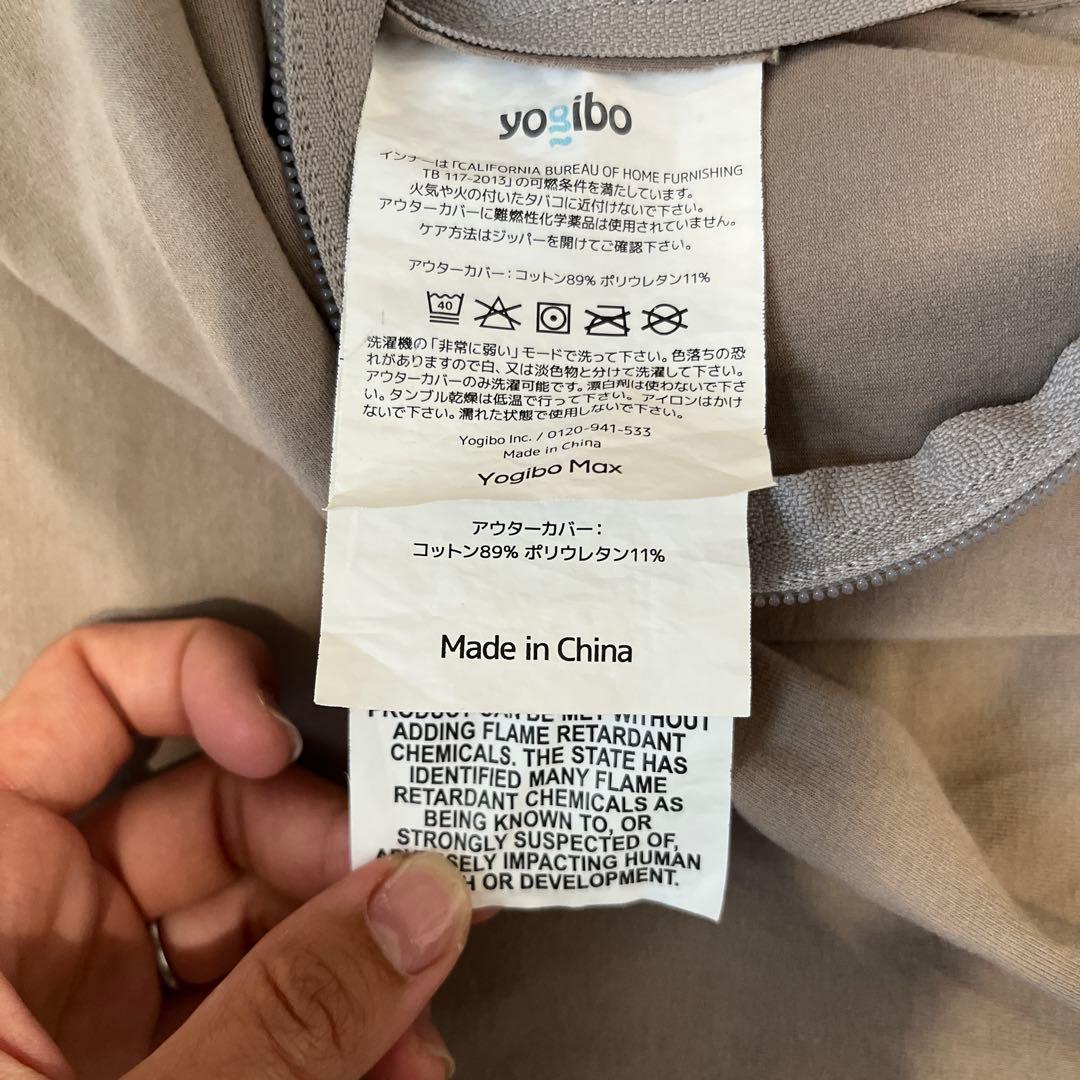 yogibo
インナーは「CALIFORNIA BUREAU OF HOME FURNISHING
TB 117-2013」の可燃条件を満たしています。
火気や火の付いたタバコに近付けないで下さい。
アウターカバーに難燃性化学薬品は使用されていません。
ケア方法はジッパーを開けてご確認下さい。
アウターカバー：コットン89% ポリウレタン11%
40
洗濯機の「非常に弱い」モードで洗って下さい。色落ちの恐
れがありますので白、又は淡色物と分けて洗濯して下さい。
アウターカバーのみ洗濯可能です。漂白剤は使わないで下さ
い。タンブル乾燥は低温で行って下さい。アイロンはかけ
ないで下さい。濡れた状態で使用しないで下さい。
Yogibo Inc. / 0120-941-533
Made in China
Yogibo Max
アウターカバー：
コットン89% ポリウレタン11%
Made in China
PRODUCT CAN BE MET WITHOUT
ADDING FLAME RETARDANT
CHEMICALS. THE STATE HAS
IDENTIFIED MANY FLAME
RETARDANT CHEMICALS AS
BEING KNOWN TO, OR
STRONGLY SUSPECTED OF,
IMPACTING HUMAN
OR DEVELOPMENT.